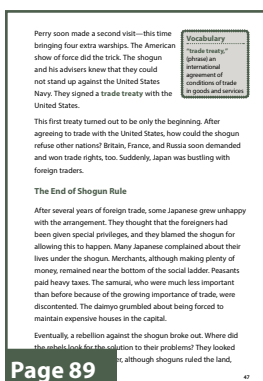 Perry soon made a second visit—this time
bringing four extra warships. The American
show of force did the trick. The shogun
and his advisers knew that they could
not stand up against the United States
Navy. They signed a trade treaty with the
United States.
Vocabulary
“trade treaty,”
(phrase) an
international
agreement of
conditions of trade
in goods and services
This first treaty turned out to be only the beginning. After
agreeing to trade with the United States, how could the shogun
refuse other nations? Britain, France, and Russia soon demanded
and won trade rights, too. Suddenly, Japan was bustling with
foreign traders.
The End of Shogun Rule
After several years of foreign trade, some Japanese grew unhappy
with the arrangement. They thought that the foreigners had
been given special privileges, and they blamed the shogun for
allowing this to happen. Many Japanese complained about their
lives under the shogun. Merchants, although making plenty of
money, remained near the bottom of the social ladder. Peasants
paid heavy taxes. The samurai, who were much less important
than before because of the growing importance of trade, were
discontented. The daimyo grumbled about being forced to
maintain expensive houses in the capital.
Eventually, a rebellion against the shogun broke out. Where did
the rebels look for the solution to their problems? They looked
although shoguns ruled the land,
Page 89
47